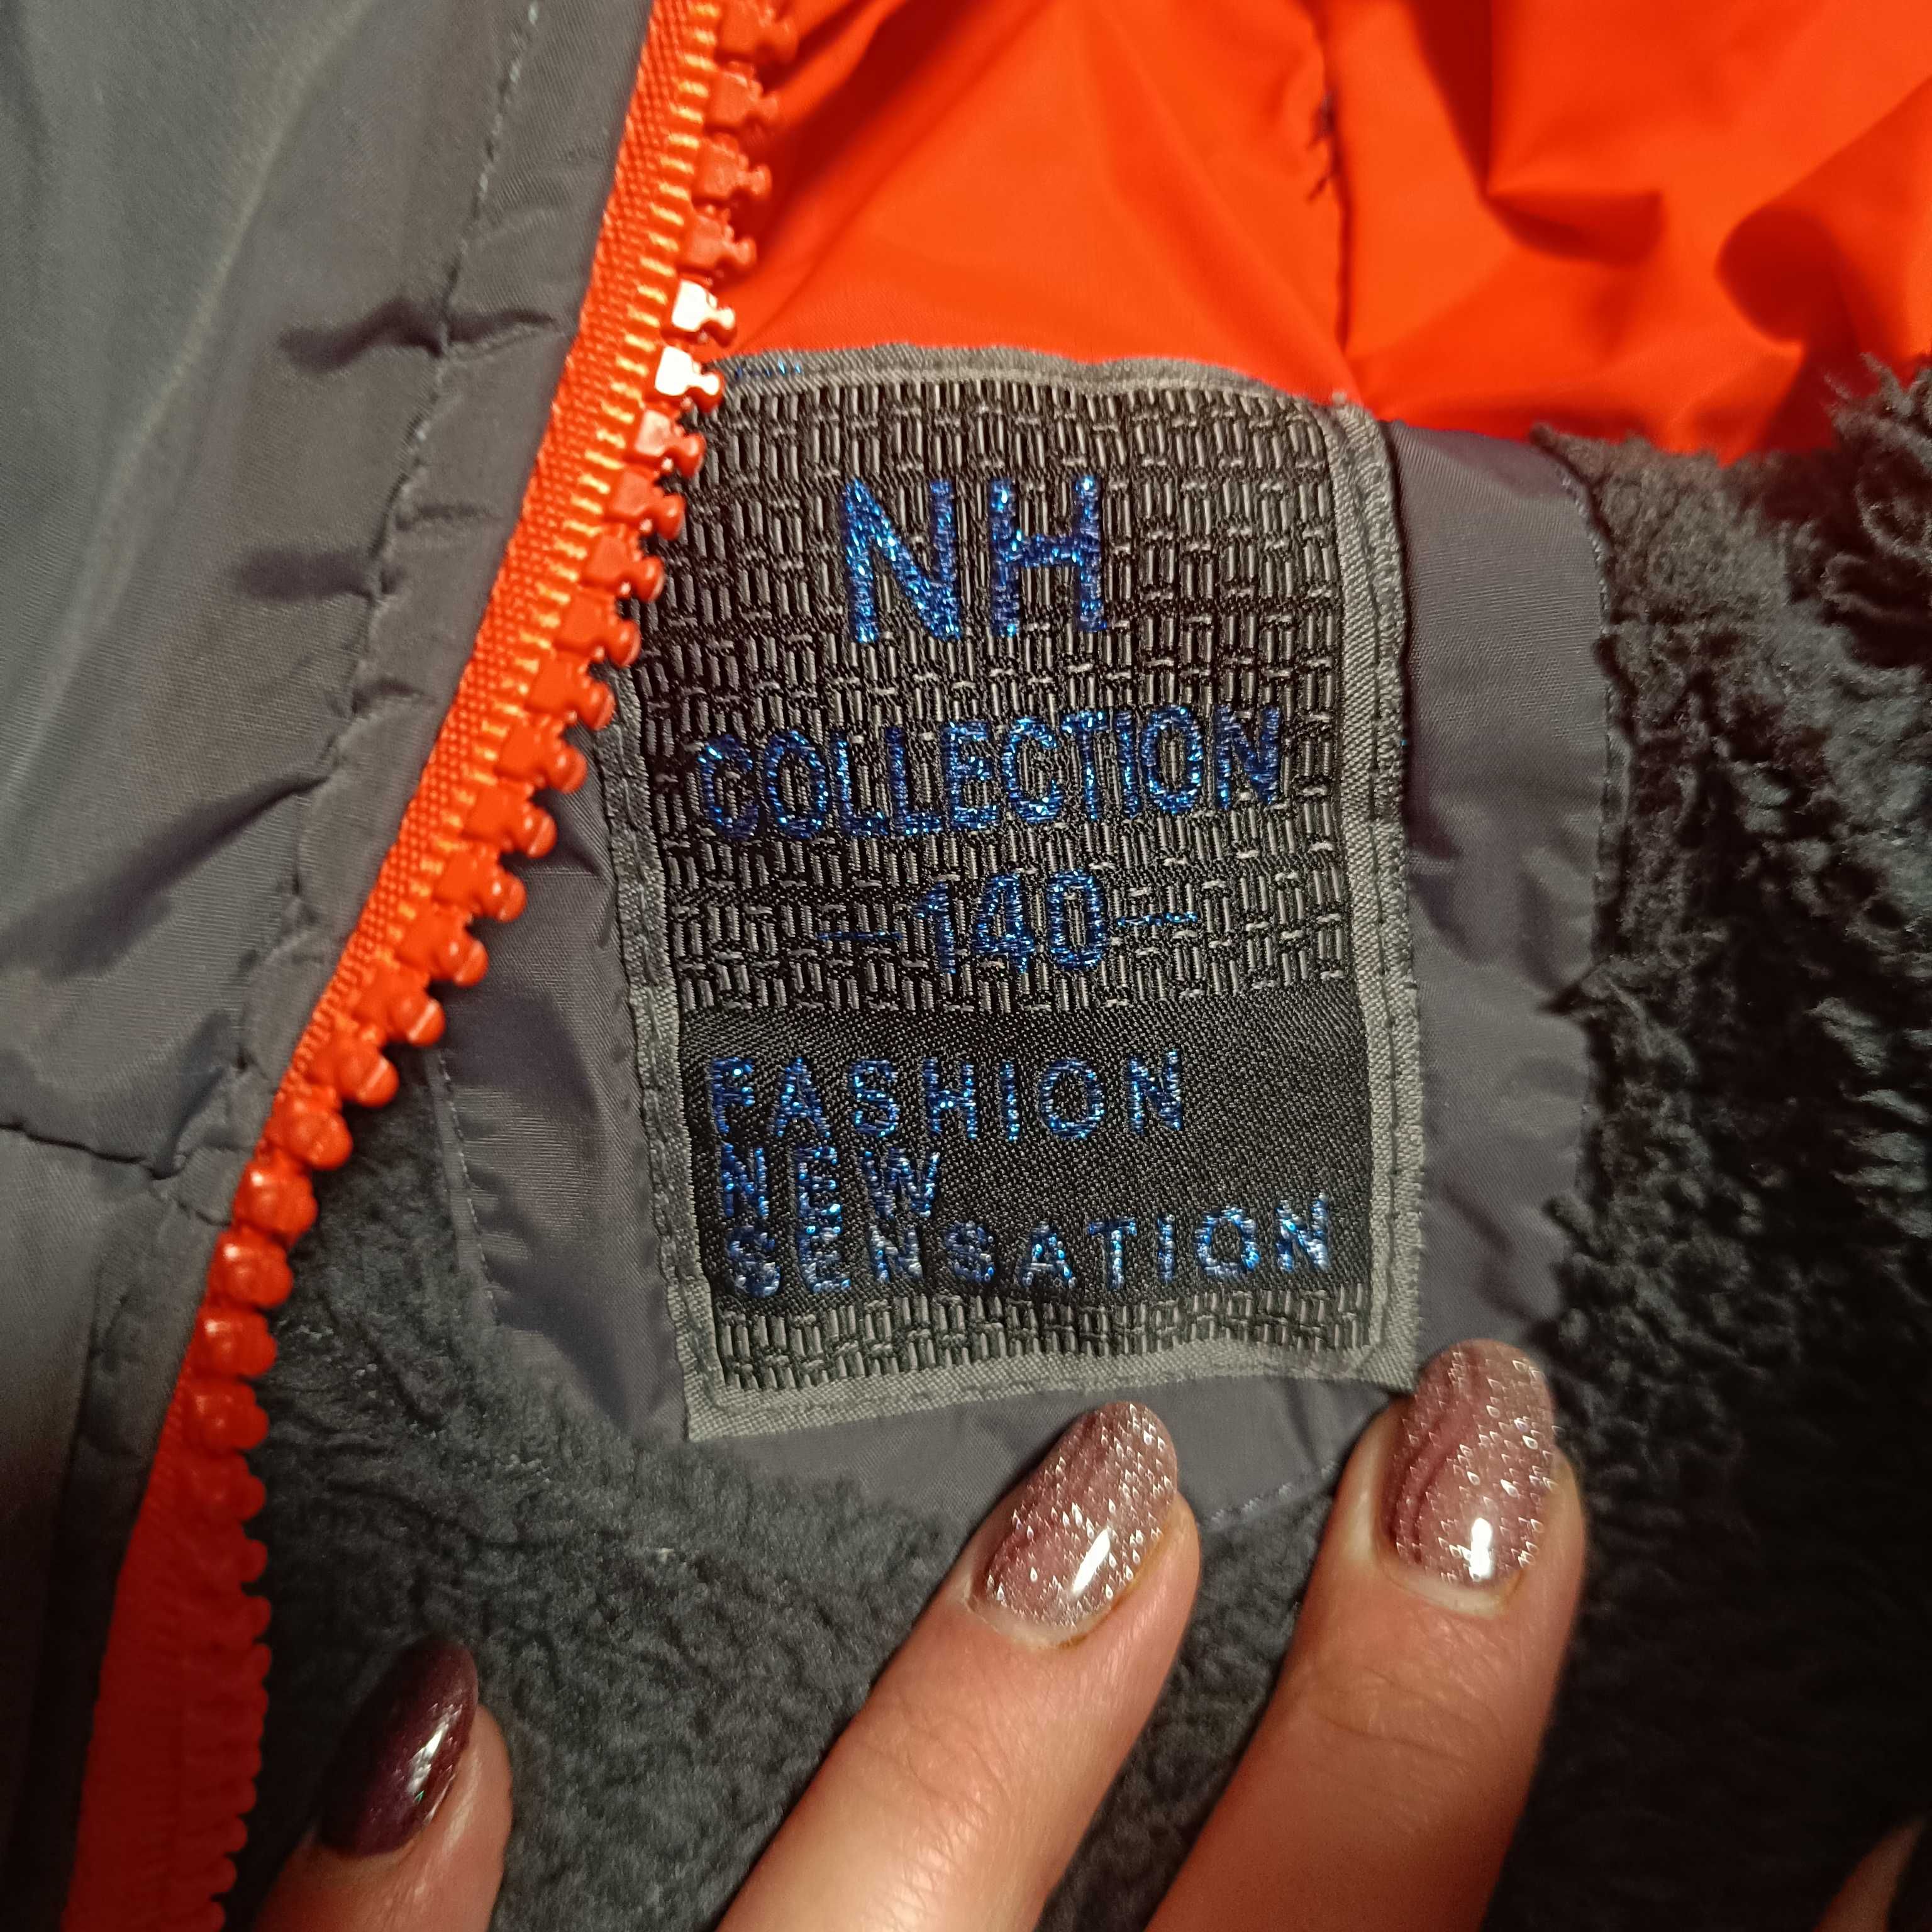 NH
COLLECTION
-140-
FASHION
NEW
SENSATION